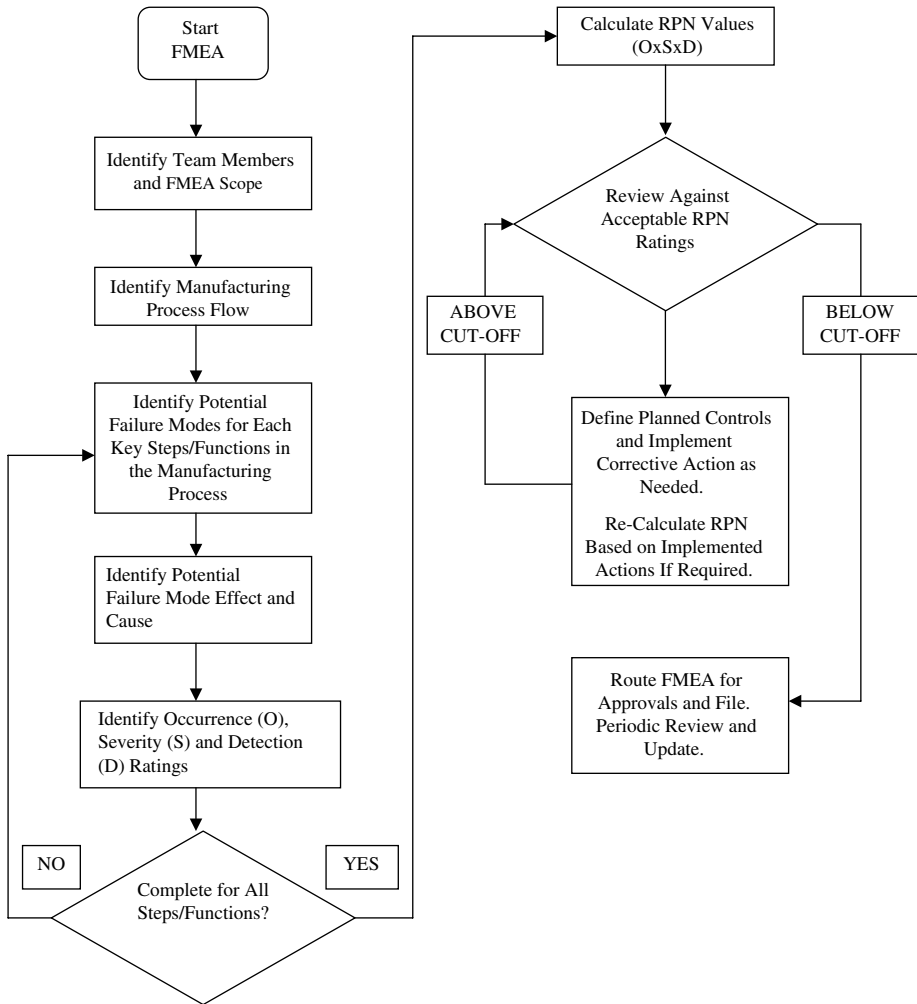 Start
FMEA
Identify Team Members
and FMEA Scope
Identify Manufacturing
Process Flow
Identify Potential
Failure Modes for Each
Key Steps/Functions in
the Manufacturing
Process
Identify Potential
Failure Mode Effect and
Cause
Identify Occurrence (O),
Severity (S) and Detection
(D) Ratings
NO
YES
Complete for All
Steps/Functions?
Calculate RPN Values
(OxSxD)
Review Against
Acceptable RPN
Ratings
ABOVE
CUT-OFF
BELOW
CUT-OFF
Define Planned Controls
and Implement
Corrective Action as
Needed.
Re-Calculate RPN
Based on Implemented
Actions If Required.
Route FMEA for
Approvals and File.
Periodic Review and
Update.